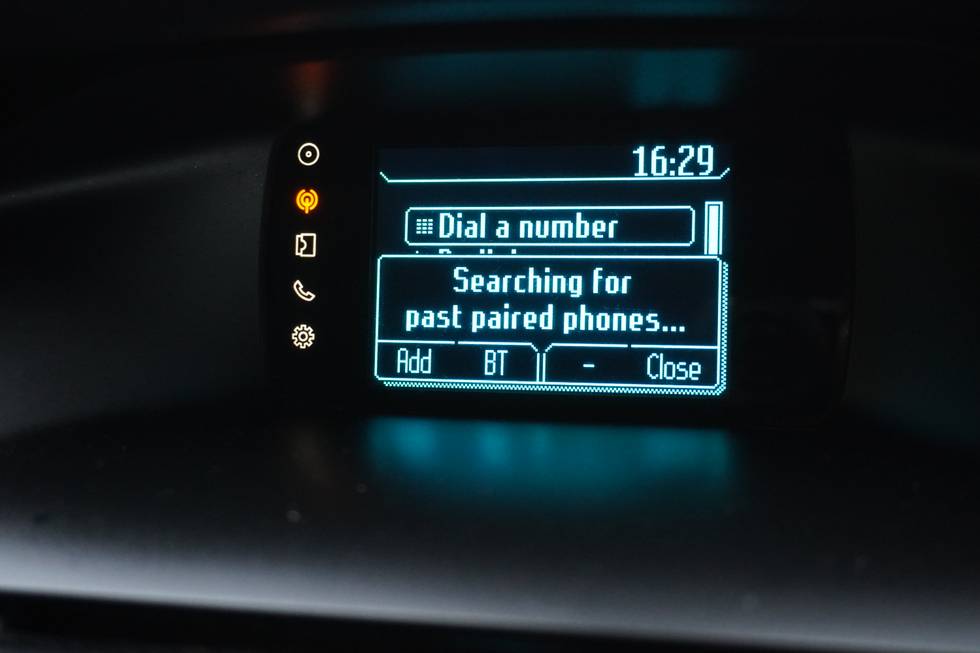 16:29
Dial a number
Searching for
past paired phones...
Add BT - Close